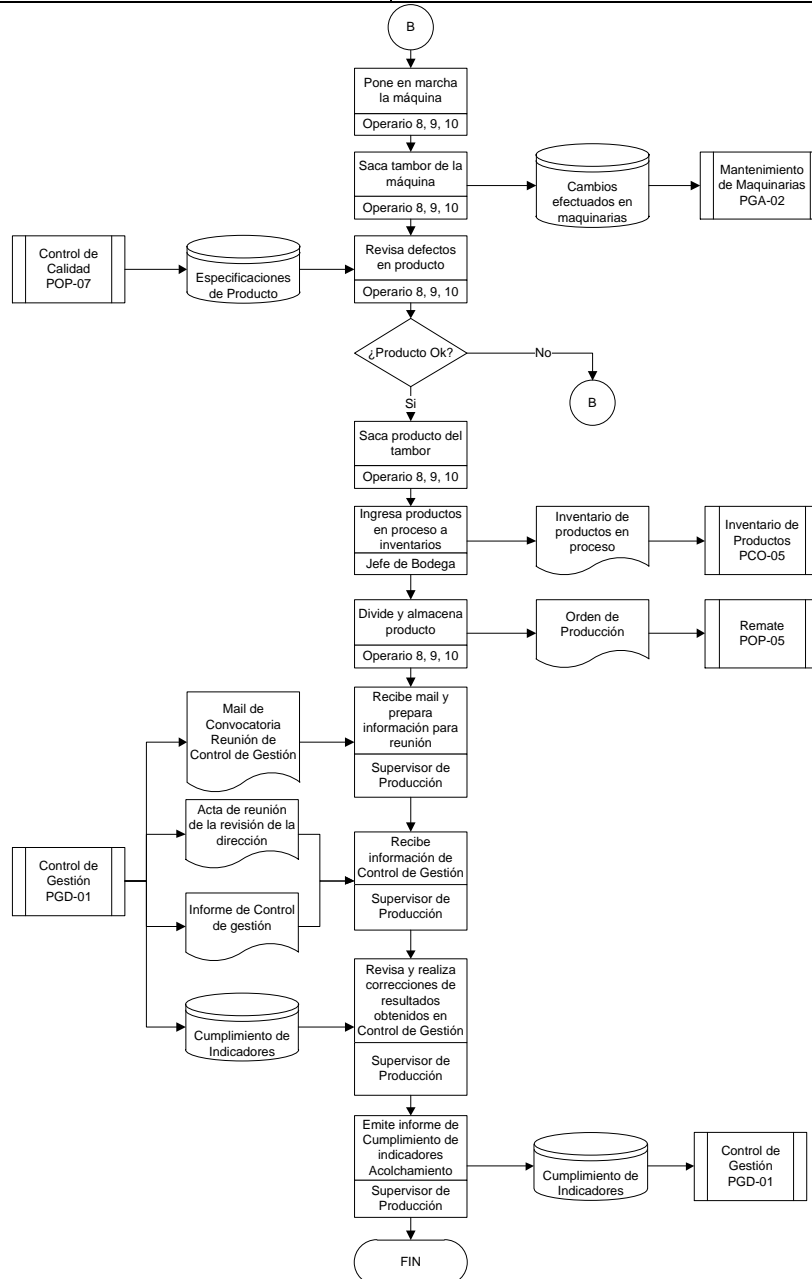 B
Pone en marcha
la máquina
Operario 8, 9, 10
Saca tambor de la
máquina
Operario 8, 9, 10
Cambios
efectuados en
maquinarias
Mantenimiento
de Maquinarias
PGA-02
Control de
Calidad
POP-07
Especificaciones
de Producto
Revisa defectos
en producto
Operario 8, 9, 10
¿Producto Ok?
No
B
Si
Saca producto del
tambor
Operario 8, 9, 10
Ingresa productos
en proceso a
inventarios
Jefe de Bodega
Inventario de
productos en
proceso
Inventario de
Productos
PCO-05
Divide y almacena
producto
Operario 8, 9, 10
Orden de
Producción
Remate
POP-05
Mail de
Convocatoria
Reunión de
Control de Gestión
Recibe mail y
prepara
información para
reunión
Supervisor de
Producción
Acta de reunión
de la revisión de la
dirección
Control de
Gestión
PGD-01
Informe de Control
de gestión
Recibe
información de
Control de Gestión
Supervisor de
Producción
Cumplimiento de
Indicadores
Revisa y realiza
correcciones de
resultados
obtenidos en
Control de Gestión
Supervisor de
Producción
Emite informe de
Cumplimiento de
indicadores
Acolchamiento
Supervisor de
Producción
Cumplimiento de
Indicadores
Control de
Gestión
PGD-01
FIN